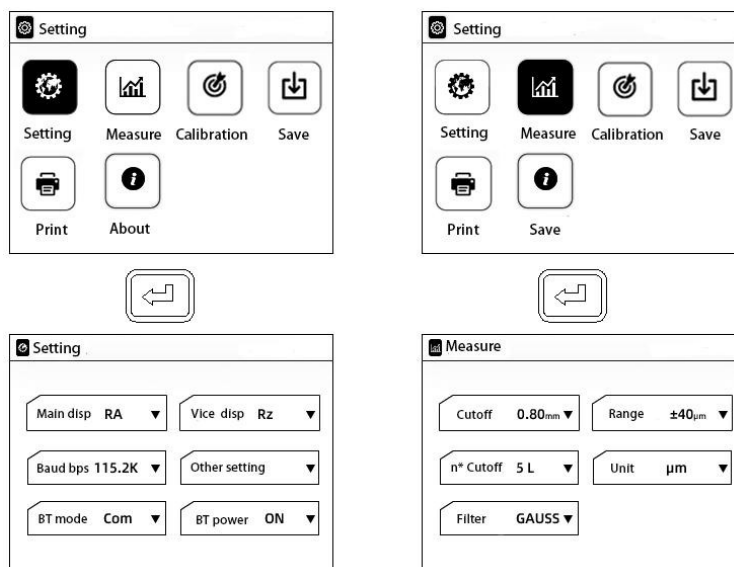 Setting
Setting Measure Calibration Save
Print About
Setting
Main disp RA ▼ Vice disp Rz ▼
Baud bps 115.2K ▼ Other setting ▼
BT mode Com ▼ BT power ON ▼
Setting
Setting Measure Calibration Save
Print Save
Measure
Cutoff 0.80mm ▼ Range ±40μm ▼
n* Cutoff 5 L ▼ Unit μm ▼
Filter GAUSS ▼